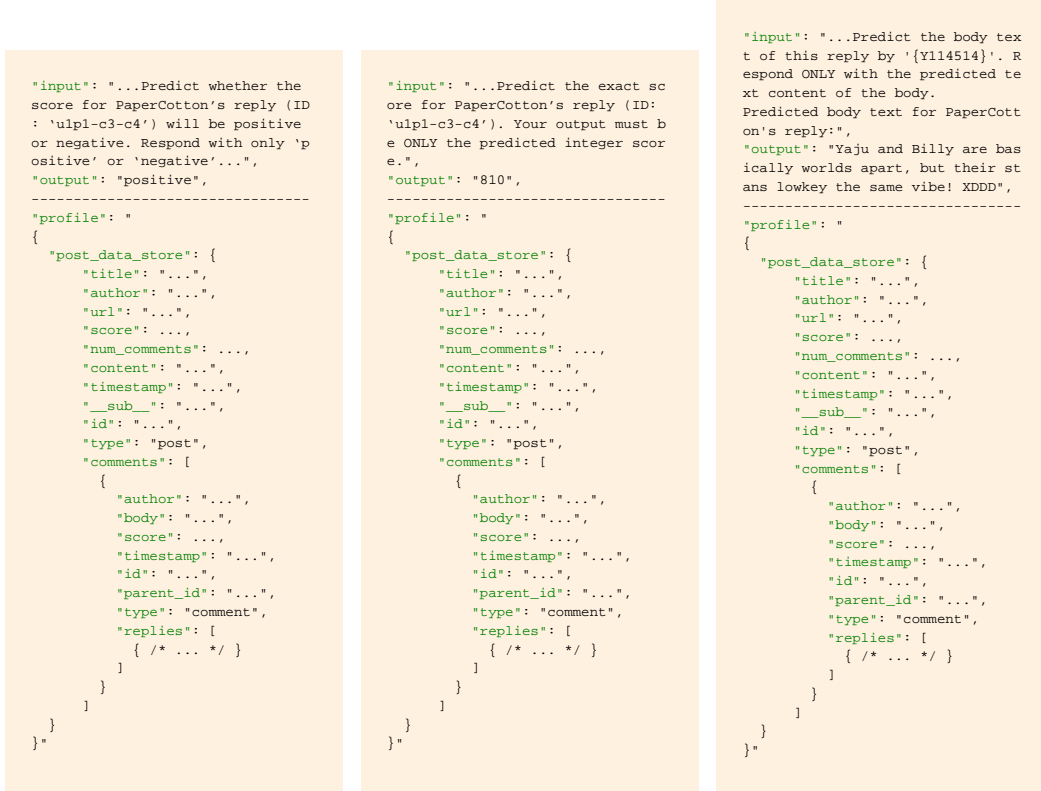 "input": "...Predict whether the
score for PaperCotton's reply (ID
: 'u1p1-c3-c4') will be positive
or negative. Respond with only 'p
ositive' or 'negative'...",
"output": "positive",
---------------------------------
"profile": "
{
"post_data_store": {
"title": "...",
"author": "...",
"url": "...",
"score": ...,
"num_comments": ...,
"content": "...",
"timestamp": "...",
"__sub__": "...",
"id": "...",
"type": "post",
"comments": [
{
"author": "...",
"body": "...",
"score": ...,
"timestamp": "...",
"id": "...",
"parent_id": "...",
"type": "comment",
"replies": [
{ /* ... */ }
]
}
]
}
}"
"input": "...Predict the exact sc
ore for PaperCotton's reply (ID:
'u1p1-c3-c4'). Your output must b
e ONLY the predicted integer scor
e.",
"output": "810",
---------------------------------
"profile": "
{
"post_data_store": {
"title": "...",
"author": "...",
"url": "...",
"score": ...,
"num_comments": ...,
"content": "...",
"timestamp": "...",
"__sub__": "...",
"id": "...",
"type": "post",
"comments": [
{
"author": "...",
"body": "...",
"score": ...,
"timestamp": "...",
"id": "...",
"parent_id": "...",
"type": "comment",
"replies": [
{ /* ... */ }
]
}
]
}
}"
"input": "...Predict the body tex
t of this reply by '{Y114514}'. R
espond ONLY with the predicted te
xt content of the body.
Predicted body text for PaperCott
on's reply:",
"output": "Yaju and Billy are bas
ically worlds apart, but their st
ans lowkey the same vibe! XDDD",
---------------------------------
"profile": "
{
"post_data_store": {
"title": "...",
"author": "...",
"url": "...",
"score": ...,
"num_comments": ...,
"content": "...",
"timestamp": "...",
"__sub__": "...",
"id": "...",
"type": "post",
"comments": [
{
"author": "...",
"body": "...",
"score": ...,
"timestamp": "...",
"id": "...",
"parent_id": "...",
"type": "comment",
"replies": [
{ /* ... */ }
]
}
]
}
}"